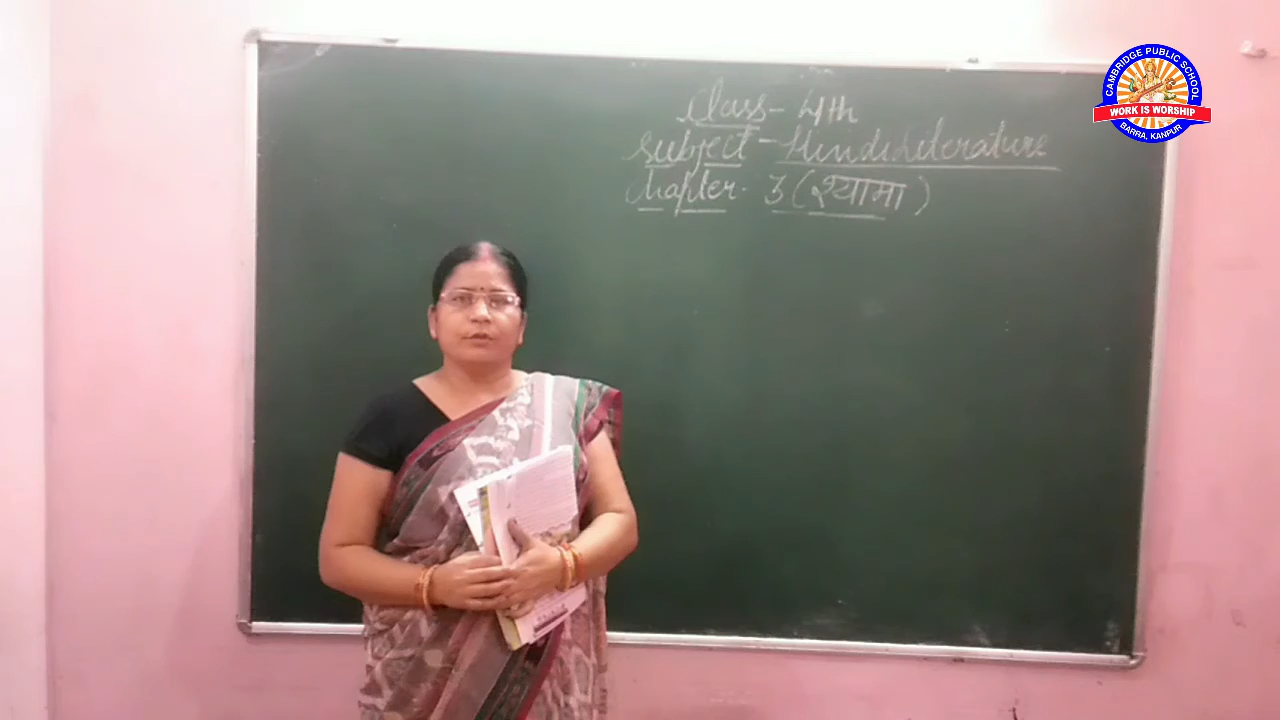 Class - 4th
Subject - Hindi Literature
Chapter - 3 (श्यामा)
CAMBRIDGE PUBLIC SCHOOL
WORK IS WORSHIP
BARRA, KANPUR